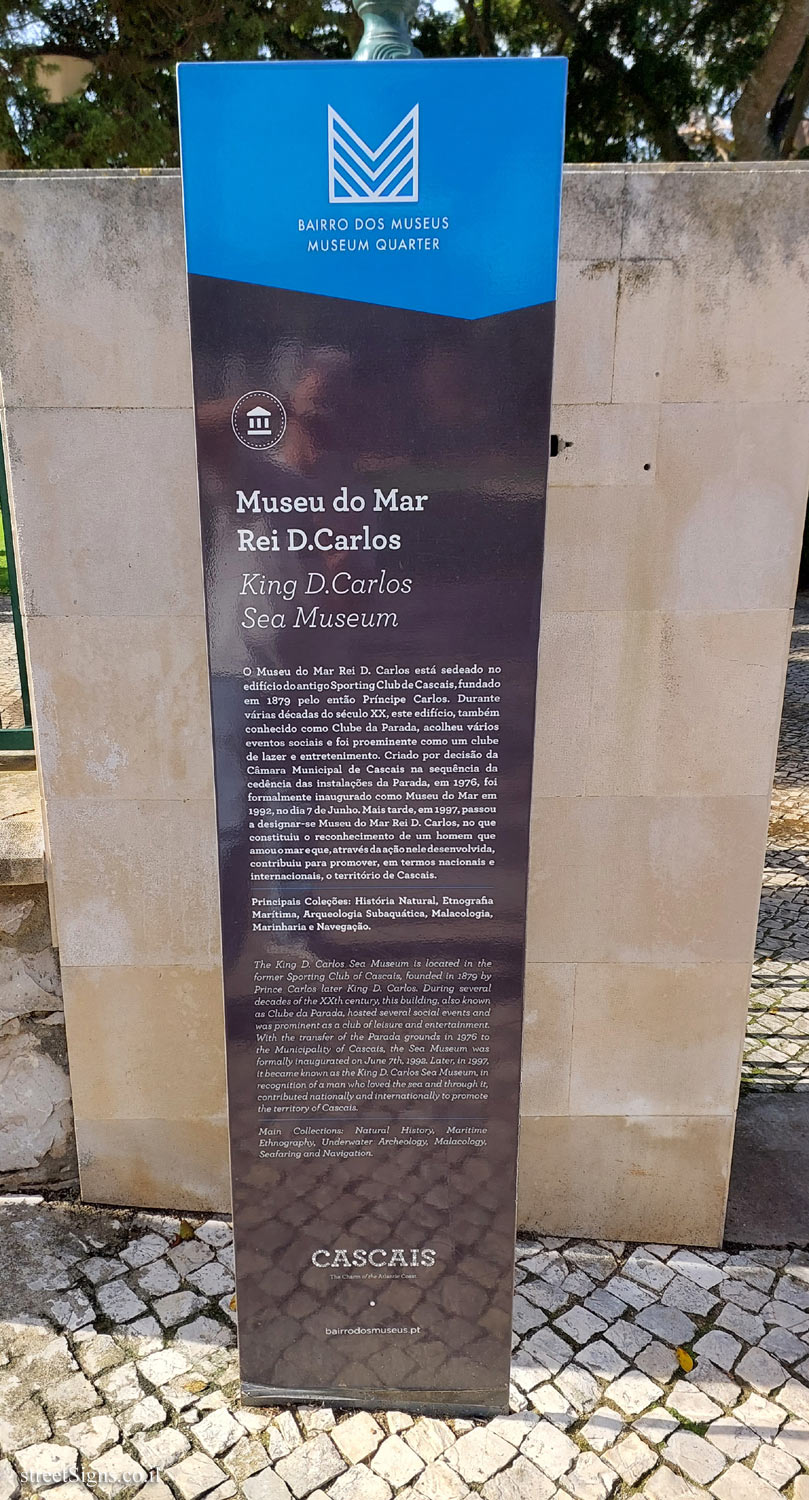 BAIRRO DOS MUSEUS
MUSEUM QUARTER
Museu do Mar
Rei D.Carlos
King D.Carlos
Sea Museum
O Museu do Mar Rei D. Carlos está sedeado no
edifício do antigo Sporting Club de Cascais, fundado
em 1879 pelo então Príncipe Carlos. Durante
várias décadas do século XX, este edifício, também
conhecido como Clube da Parada, acolheu vários
eventos sociais e foi proeminente como um clube
de lazer e entretenimento. Criado por decisão da
Câmara Municipal de Cascais na sequência da
cedência das instalações da Parada, em 1976, foi
formalmente inaugurado como Museu do Mar em
1992, no dia 7 de Junho. Mais tarde, em 1997, passou
a designar-se Museu do Mar Rei D. Carlos, no que
constituiu o reconhecimento de um homem que
amou o mar e que, através da ação nele desenvolvida,
contribuiu para promover, em termos nacionais e
internacionais, o território de Cascais.
Principais Coleções: História Natural, Etnografia
Marítima, Arqueologia Subaquática, Malacologia,
Marinharia e Navegação.
The King D. Carlos Sea Museum is located in the
former Sporting Club of Cascais, founded in 1879 by
Prince Carlos later King D. Carlos. During several
decades of the XXth century, this building, also known
as Clube da Parada, hosted several social events and
was prominent as a club of leisure and entertainment.
With the transfer of the Parada grounds in 1976 to
the Municipality of Cascais, the Sea Museum was
formally inaugurated on June 7th, 1992. Later, in 1997,
it became known as the King D. Carlos Sea Museum, in
recognition of a man who loved the sea and through it,
contributed nationally and internationally to promote
the territory of Cascais.
Main Collections: Natural History, Maritime
Ethnography, Underwater Archeology, Malacology,
Seafaring and Navigation.
CASCAIS
The Charm of the Atlantic Coast
bairrodosmuseus.pt
streetSigns.co.il